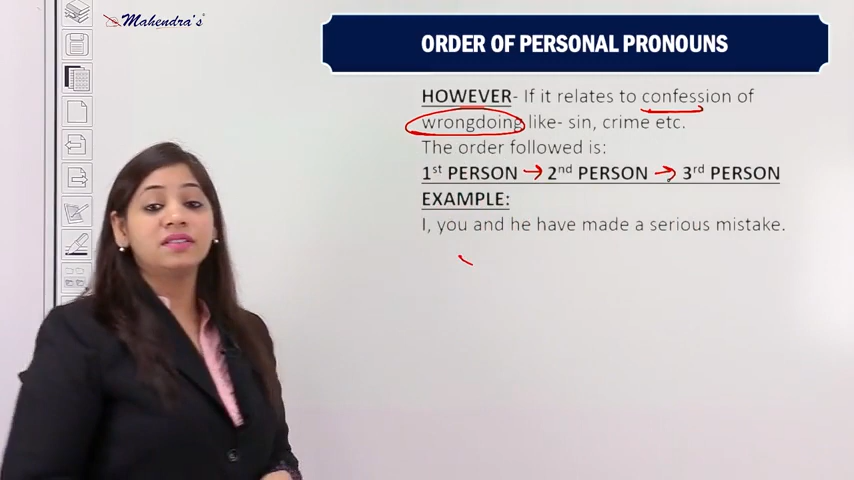 Mahendra's
ORDER OF PERSONAL PRONOUNS
HOWEVER- If it relates to confession of
wrongdoing like- sin, crime etc.
The order followed is:
1st PERSON → 2nd PERSON → 3rd PERSON
EXAMPLE:
I, you and he have made a serious mistake.